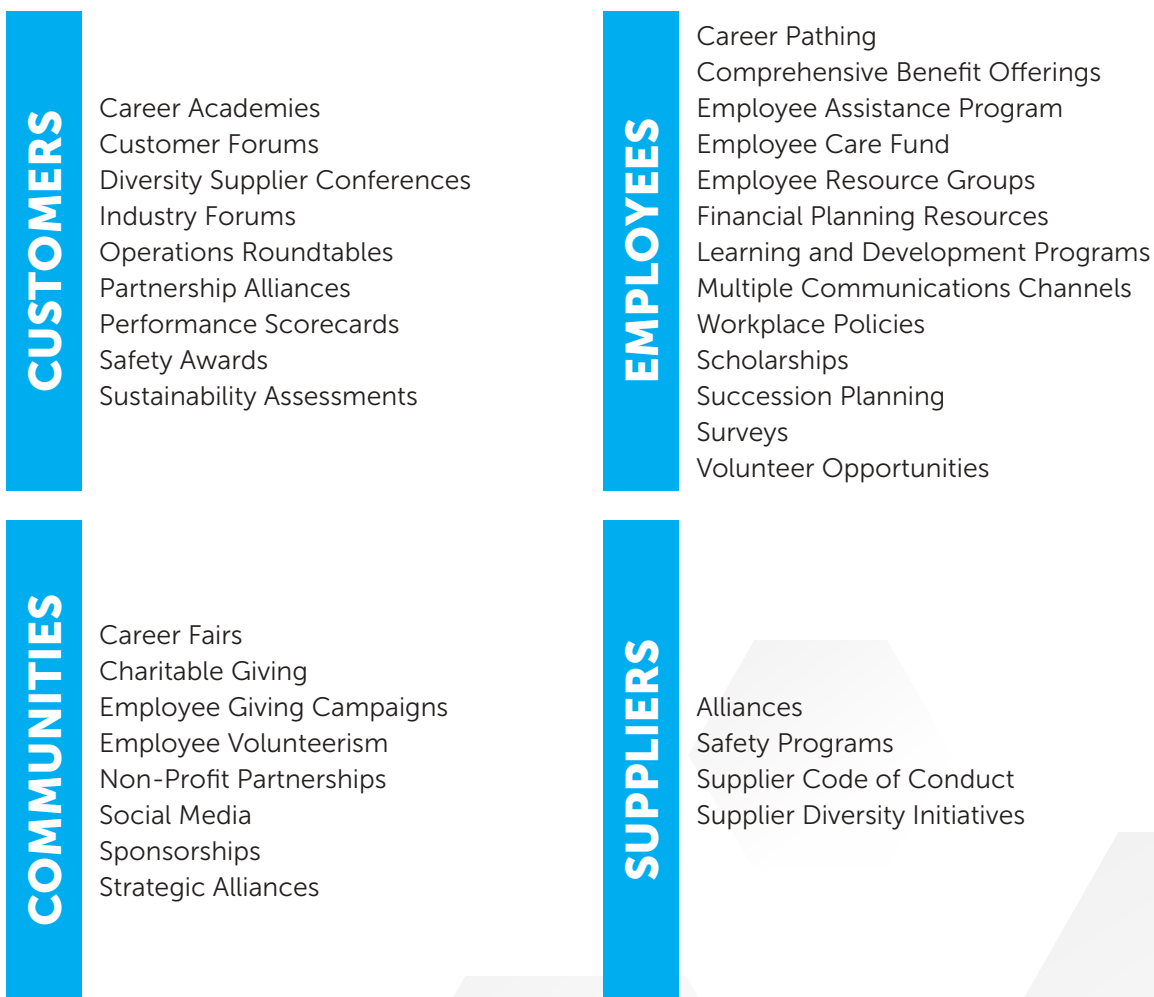 CUSTOMERS
Career Academies
Customer Forums
Diversity Supplier Conferences
Industry Forums
Operations Roundtables
Partnership Alliances
Performance Scorecards
Safety Awards
Sustainability Assessments
EMPLOYEES
Career Pathing
Comprehensive Benefit Offerings
Employee Assistance Program
Employee Care Fund
Employee Resource Groups
Financial Planning Resources
Learning and Development Programs
Multiple Communications Channels
Workplace Policies
Scholarships
Succession Planning
Surveys
Volunteer Opportunities
COMMUNITIES
Career Fairs
Charitable Giving
Employee Giving Campaigns
Employee Volunteerism
Non-Profit Partnerships
Social Media
Sponsorships
Strategic Alliances
SUPPLIERS
Alliances
Safety Programs
Supplier Code of Conduct
Supplier Diversity Initiatives